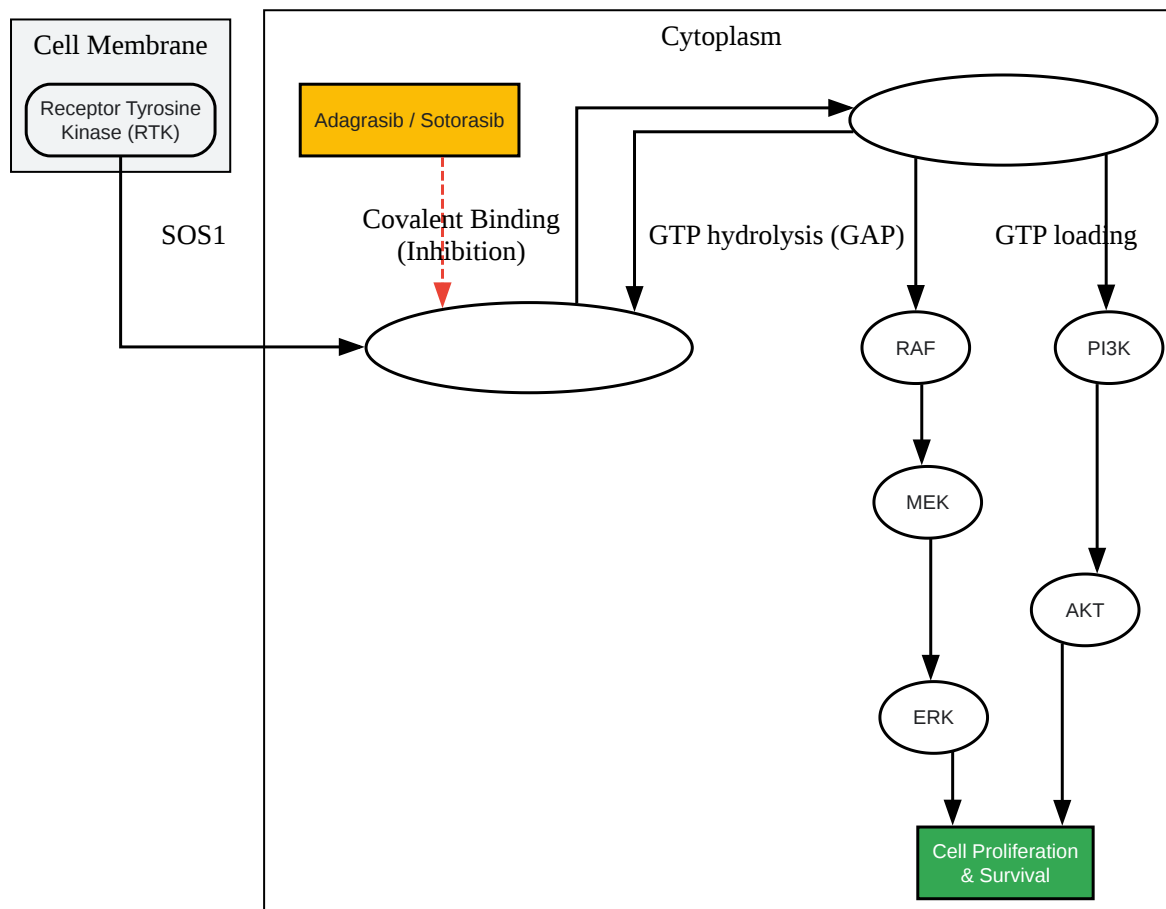 Cell Membrane
Cytoplasm
Receptor Tyrosine
Kinase (RTK)
Adagrasib / Sotorasib
SOS1
Covalent Binding
(Inhibition)
GTP hydrolysis (GAP)
GTP loading
RAF
PI3K
MEK
AKT
ERK
Cell Proliferation
& Survival